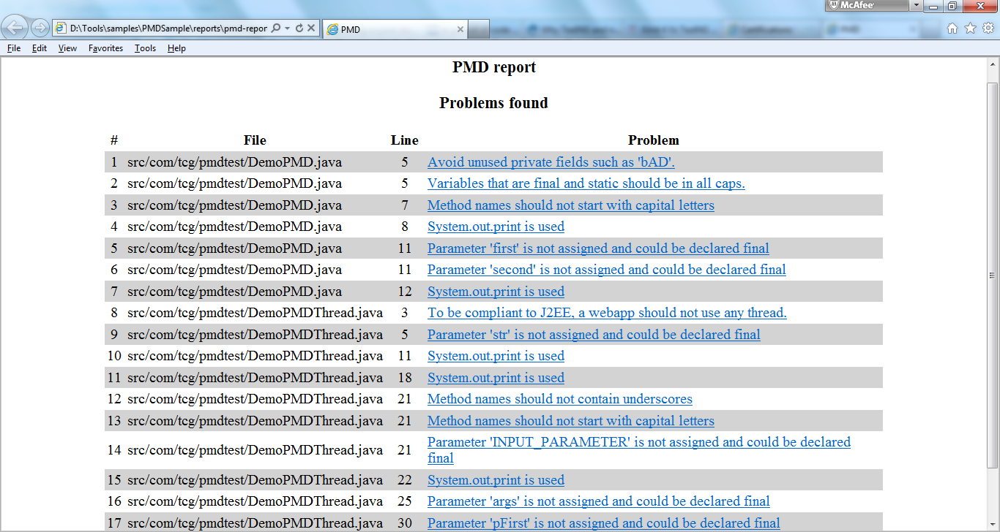 McAfee
D:\Tools\samples\PMDSample\reports\pmd-repor
PMD
File Edit View Favorites Tools Help
PMD report
Problems found
# File Line Problem
1 src/com/tcg/pmdtest/DemoPMD.java 5 Avoid unused private fields such as 'bAD'.
2 src/com/tcg/pmdtest/DemoPMD.java 5 Variables that are final and static should be in all caps.
3 src/com/tcg/pmdtest/DemoPMD.java 7 Method names should not start with capital letters
4 src/com/tcg/pmdtest/DemoPMD.java 8 System.out.print is used
5 src/com/tcg/pmdtest/DemoPMD.java 11 Parameter 'first' is not assigned and could be declared final
6 src/com/tcg/pmdtest/DemoPMD.java 11 Parameter 'second' is not assigned and could be declared final
7 src/com/tcg/pmdtest/DemoPMD.java 12 System.out.print is used
8 src/com/tcg/pmdtest/DemoPMDThread.java 3 To be compliant to J2EE, a webapp should not use any thread.
9 src/com/tcg/pmdtest/DemoPMDThread.java 5 Parameter 'str' is not assigned and could be declared final
10 src/com/tcg/pmdtest/DemoPMDThread.java 11 System.out.print is used
11 src/com/tcg/pmdtest/DemoPMDThread.java 18 System.out.print is used
12 src/com/tcg/pmdtest/DemoPMDThread.java 21 Method names should not contain underscores
13 src/com/tcg/pmdtest/DemoPMDThread.java 21 Method names should not start with capital letters
14 src/com/tcg/pmdtest/DemoPMDThread.java 21 Parameter 'INPUT_PARAMETER' is not assigned and could be declared
final
15 src/com/tcg/pmdtest/DemoPMDThread.java 22 System.out.print is used
16 src/com/tcg/pmdtest/DemoPMDThread.java 25 Parameter 'args' is not assigned and could be declared final
17 src/com/tcg/pmdtest/DemoPMDThread.java 30 Parameter 'pFirst' is not assigned and could be declared final